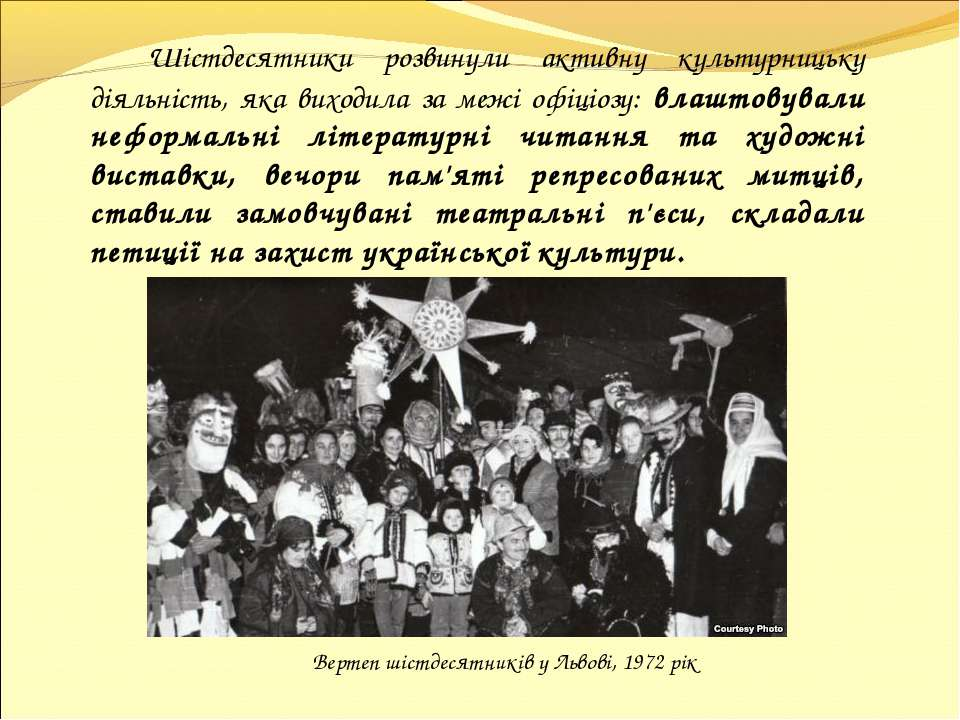 Шістдесятники розвинули активну культурницьку
діяльність, яка виходила за межі офіціозу: влаштовували
неформальні літературні читання та художні
виставки, вечори пам'яті репресованих митців,
ставили замовчувані театральні п'єси, складали
петиції на захист української культури.
Courtesy Photo
Вертеп шістдесятників у Львові, 1972 рік